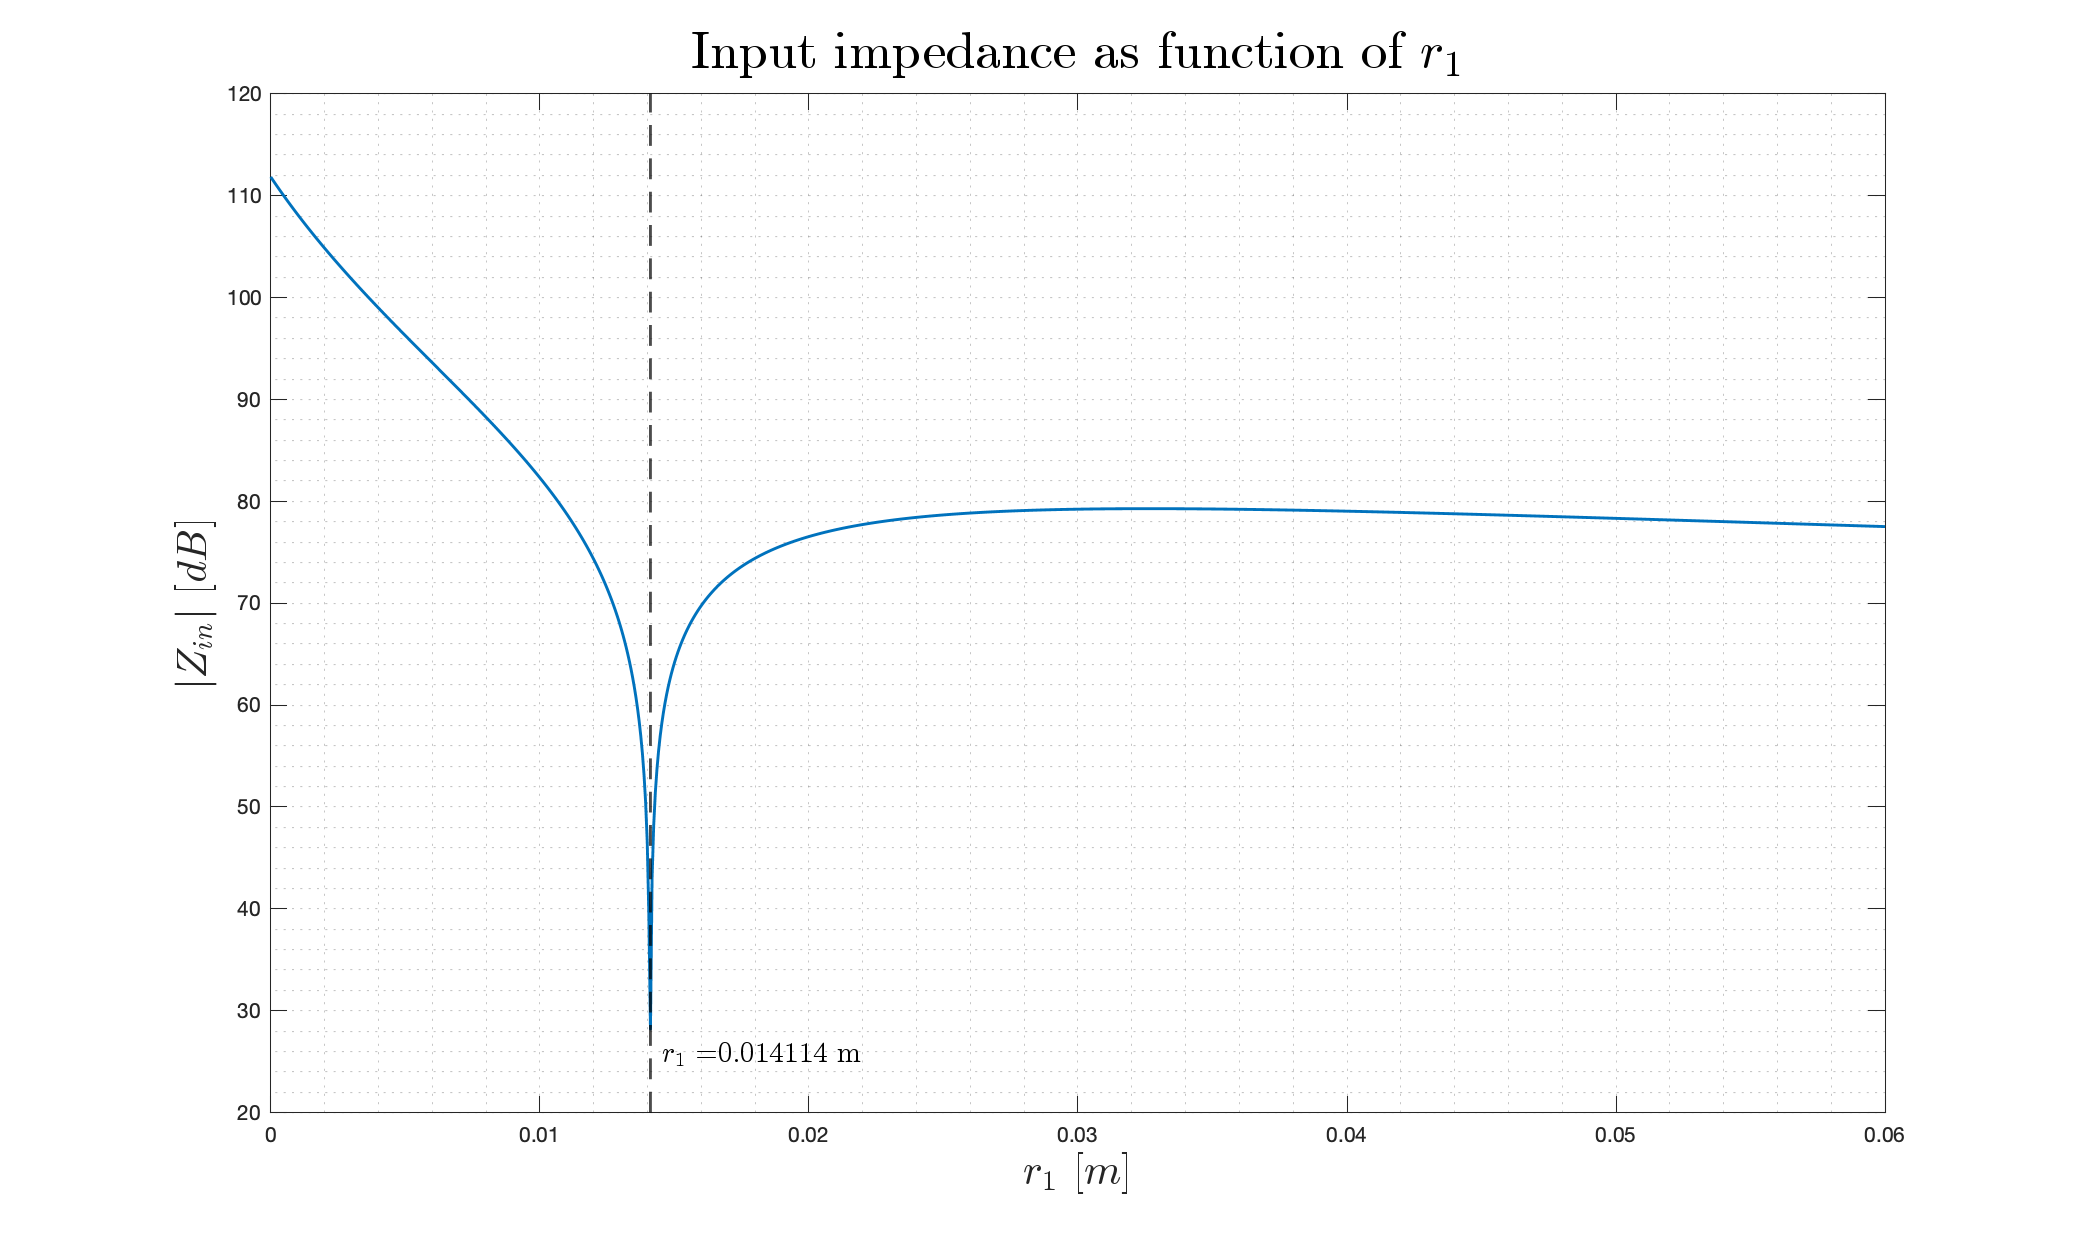 Input impedance as function of r₁
120
110
100
90
80
70
60
50
40
30
20
|Zᵢₙ| [dB]
r₁ =0.014114 m
0 0.01 0.02 0.03 0.04 0.05 0.06
r₁ [m]